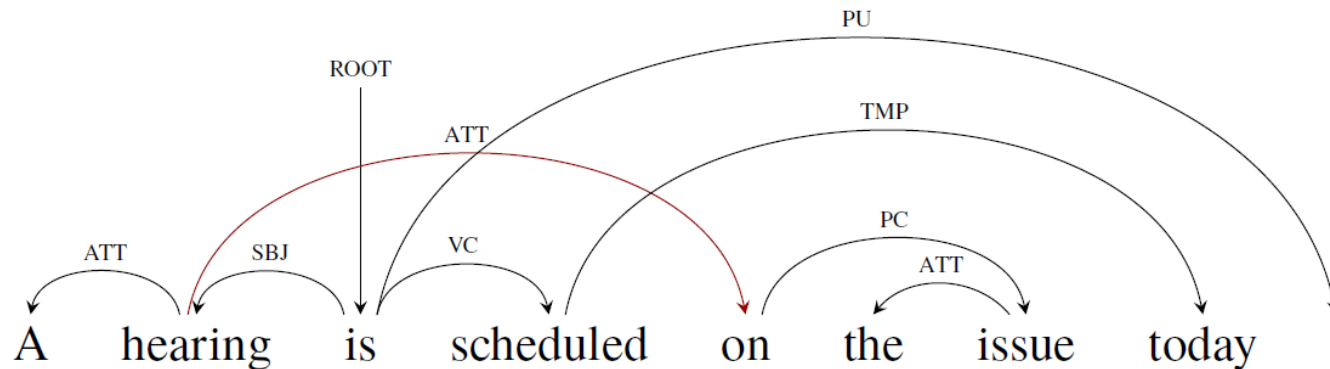 PU
ROOT
TMP
ATT
PC
ATT SBJ VC ATT
A hearing is scheduled on the issue today